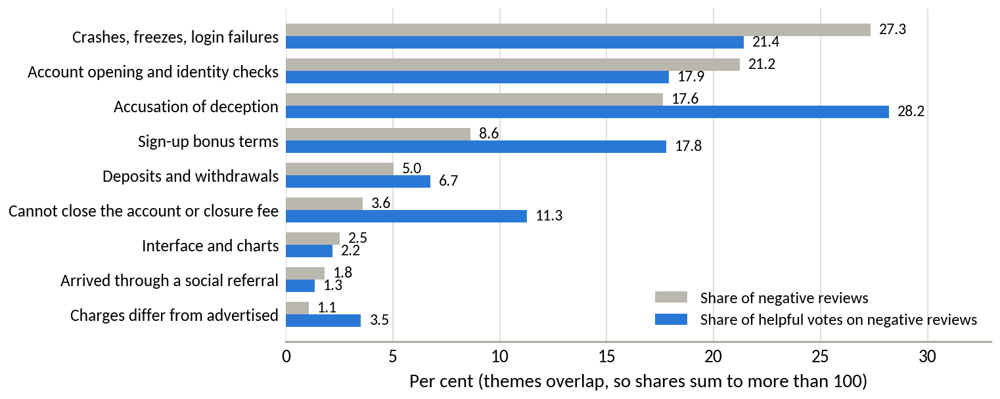 Crashes, freezes, login failures
27.3
21.4
Account opening and identity checks
21.2
17.9
Accusation of deception
17.6
28.2
Sign-up bonus terms
8.6
17.8
Deposits and withdrawals
5.0
6.7
Cannot close the account or closure fee
3.6
11.3
Interface and charts
2.5
2.2
Arrived through a social referral
1.8
1.3
Charges differ from advertised
1.1
3.5
Share of negative reviews
Share of helpful votes on negative reviews
0 5 10 15 20 25 30
Per cent (themes overlap, so shares sum to more than 100)